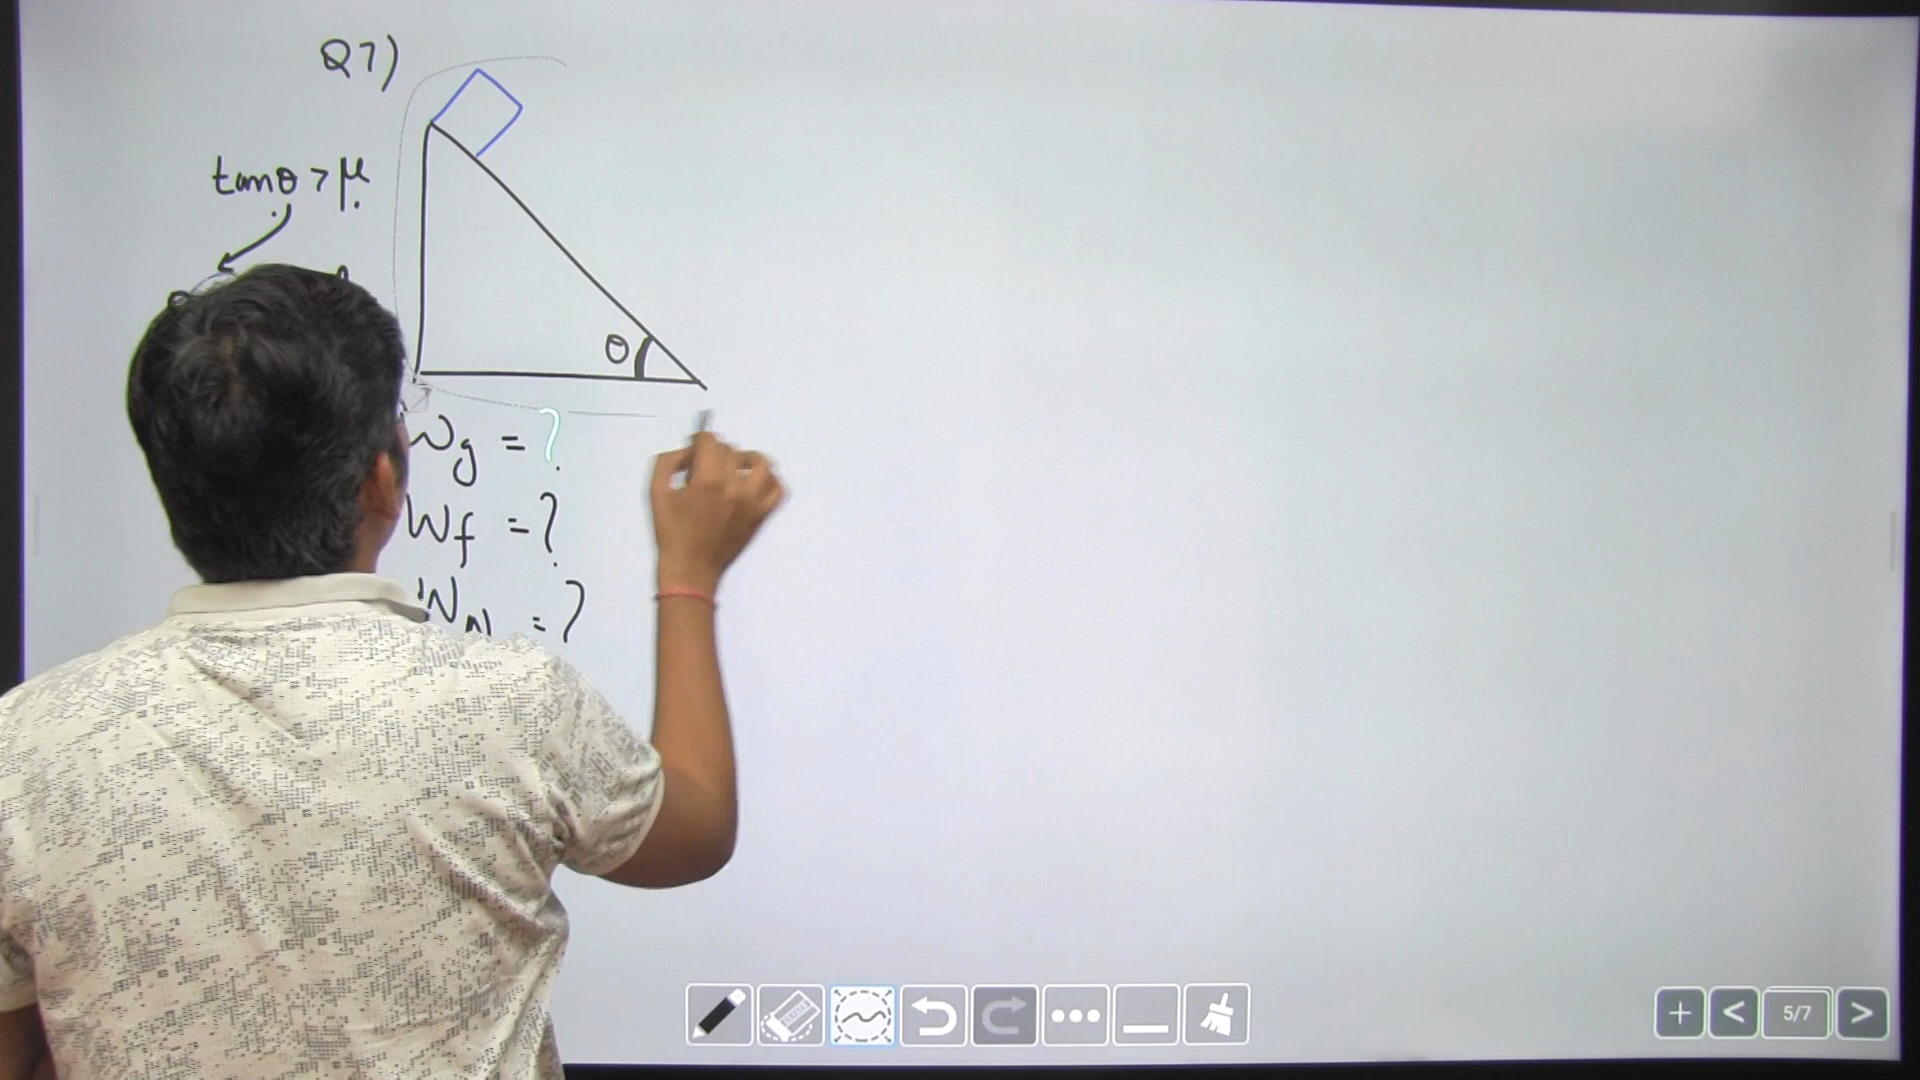 Q7)
tanθ > μ
θ
Wg = ?
Wf = ?
WN = ?
5/7